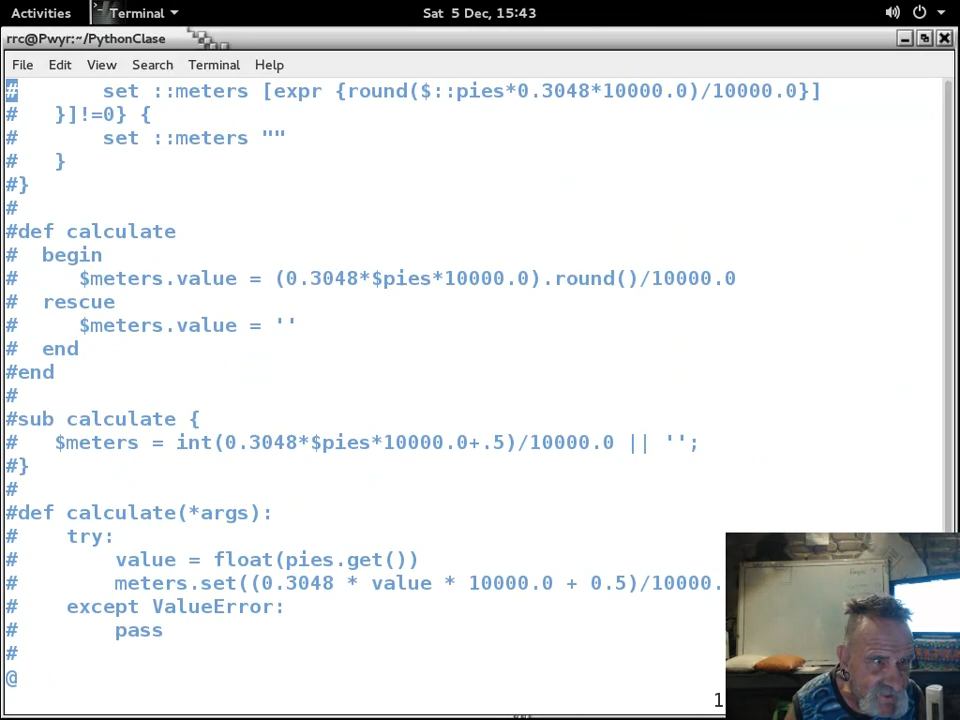 Activities Terminal Sat 5 Dec, 15:43
rrc@Pwyr:~/PythonClase
File Edit View Search Terminal Help
#       set ::meters [expr {round($::pies*0.3048*10000.0)/10000.0}]
#   }]!=0} {
#       set ::meters ""
#   }
#}
#
#def calculate
#  begin
#     $meters.value = (0.3048*$pies*10000.0).round()/10000.0
#  rescue
#     $meters.value = ''
#  end
#end
#
#sub calculate {
#   $meters = int(0.3048*$pies*10000.0+.5)/10000.0 || '';
#}
#
#def calculate(*args):
#    try:
#        value = float(pies.get())
#        meters.set((0.3048 * value * 10000.0 + 0.5)/10000.
#    except ValueError:
#        pass
#
@
1